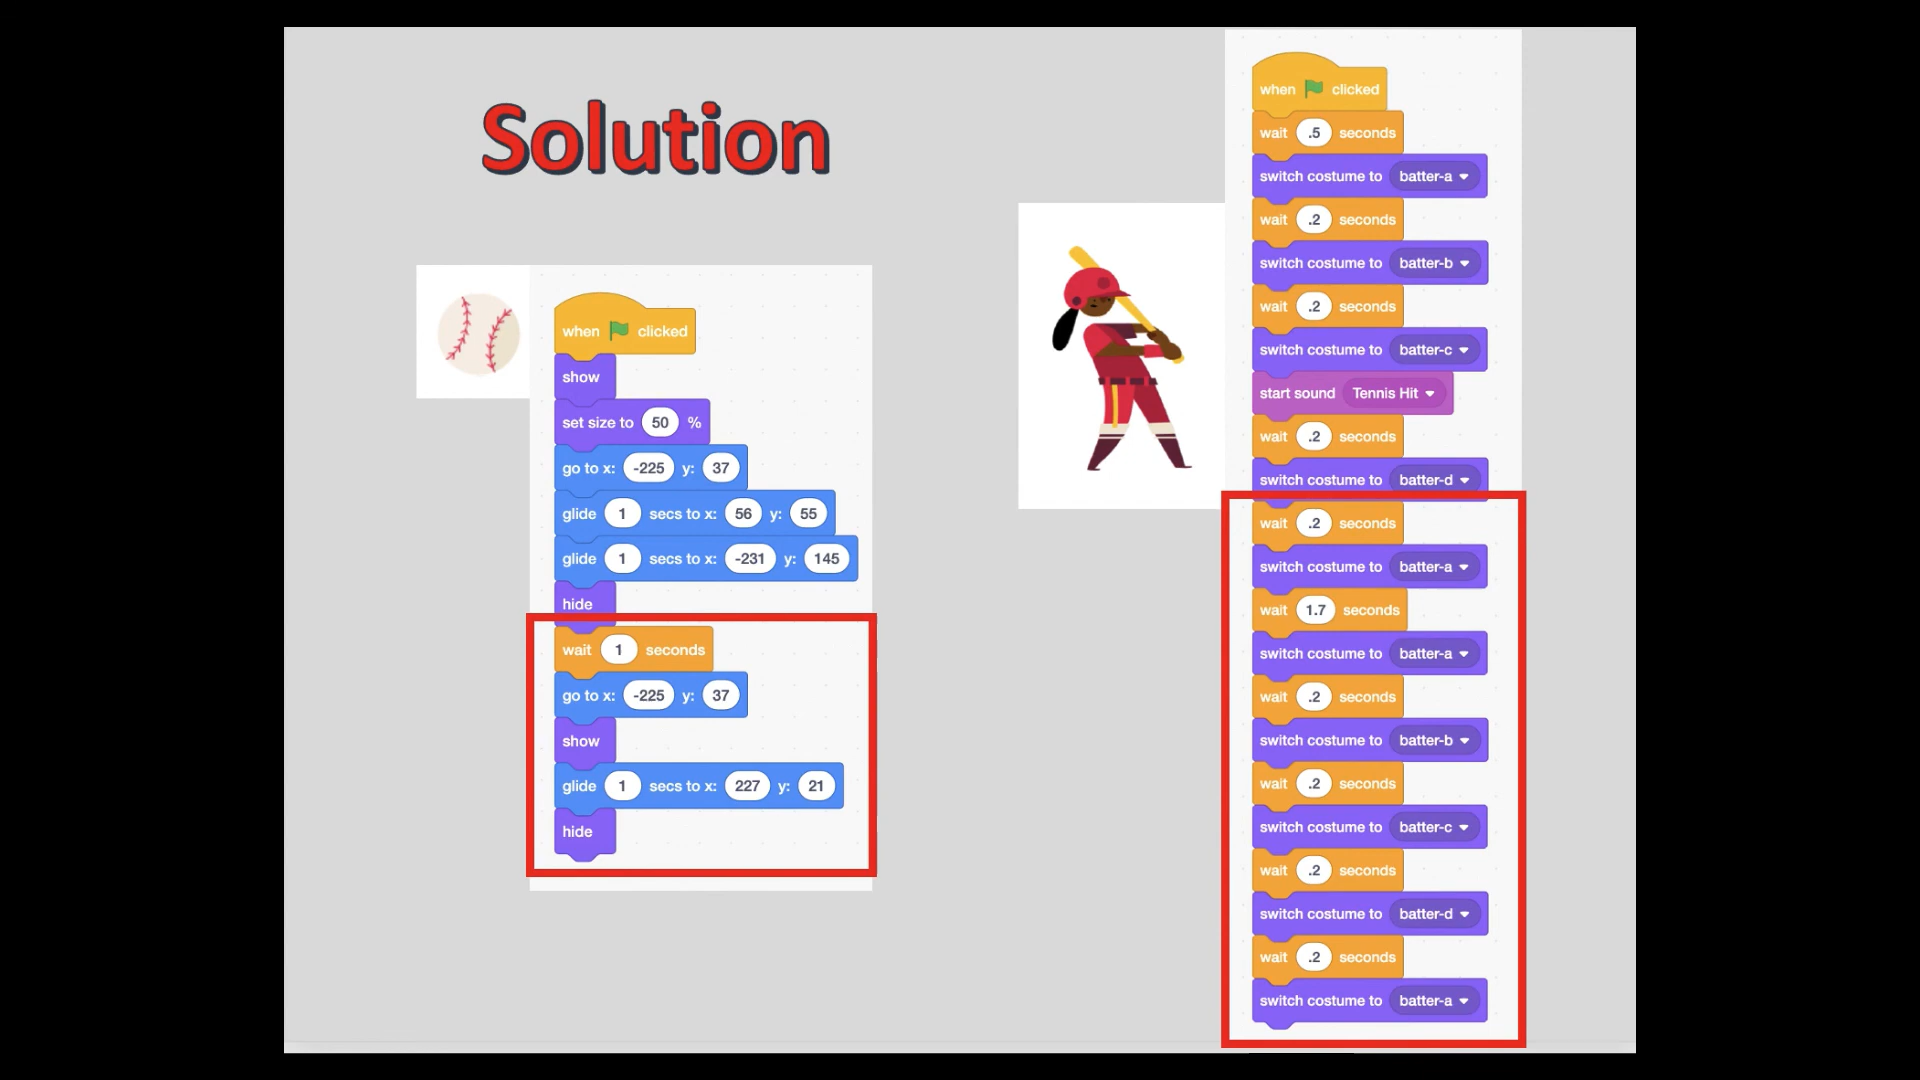 Solution
when clicked
show
set size to 50 %
go to x: -225 y: 37
glide 1 secs to x: 56 y: 55
glide 1 secs to x: -231 y: 145
hide
wait 1 seconds
go to x: -225 y: 37
show
glide 1 secs to x: 227 y: 21
hide
when clicked
wait .5 seconds
switch costume to batter-a
wait .2 seconds
switch costume to batter-b
wait .2 seconds
switch costume to batter-c
start sound Tennis Hit
wait .2 seconds
switch costume to batter-d
wait .2 seconds
switch costume to batter-a
wait 1.7 seconds
switch costume to batter-a
wait .2 seconds
switch costume to batter-b
wait .2 seconds
switch costume to batter-c
wait .2 seconds
switch costume to batter-d
wait .2 seconds
switch costume to batter-a